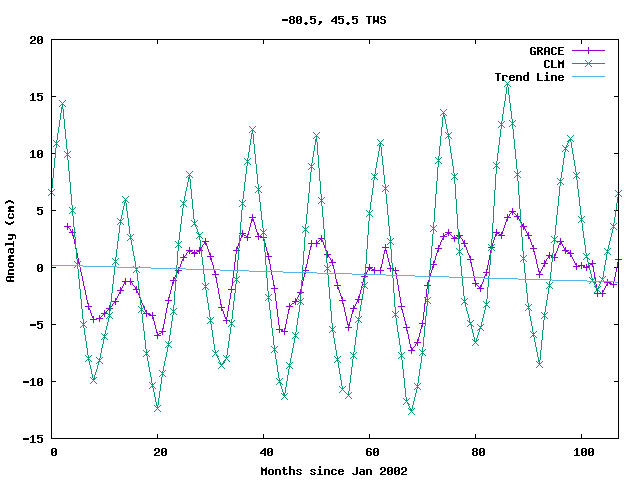 -80.5, 45.5 TWS
GRACE
CLM
Trend Line
20
15
10
5
0
-5
-10
-15
Anomaly (cm)
0 20 40 60 80 100
Months since Jan 2002